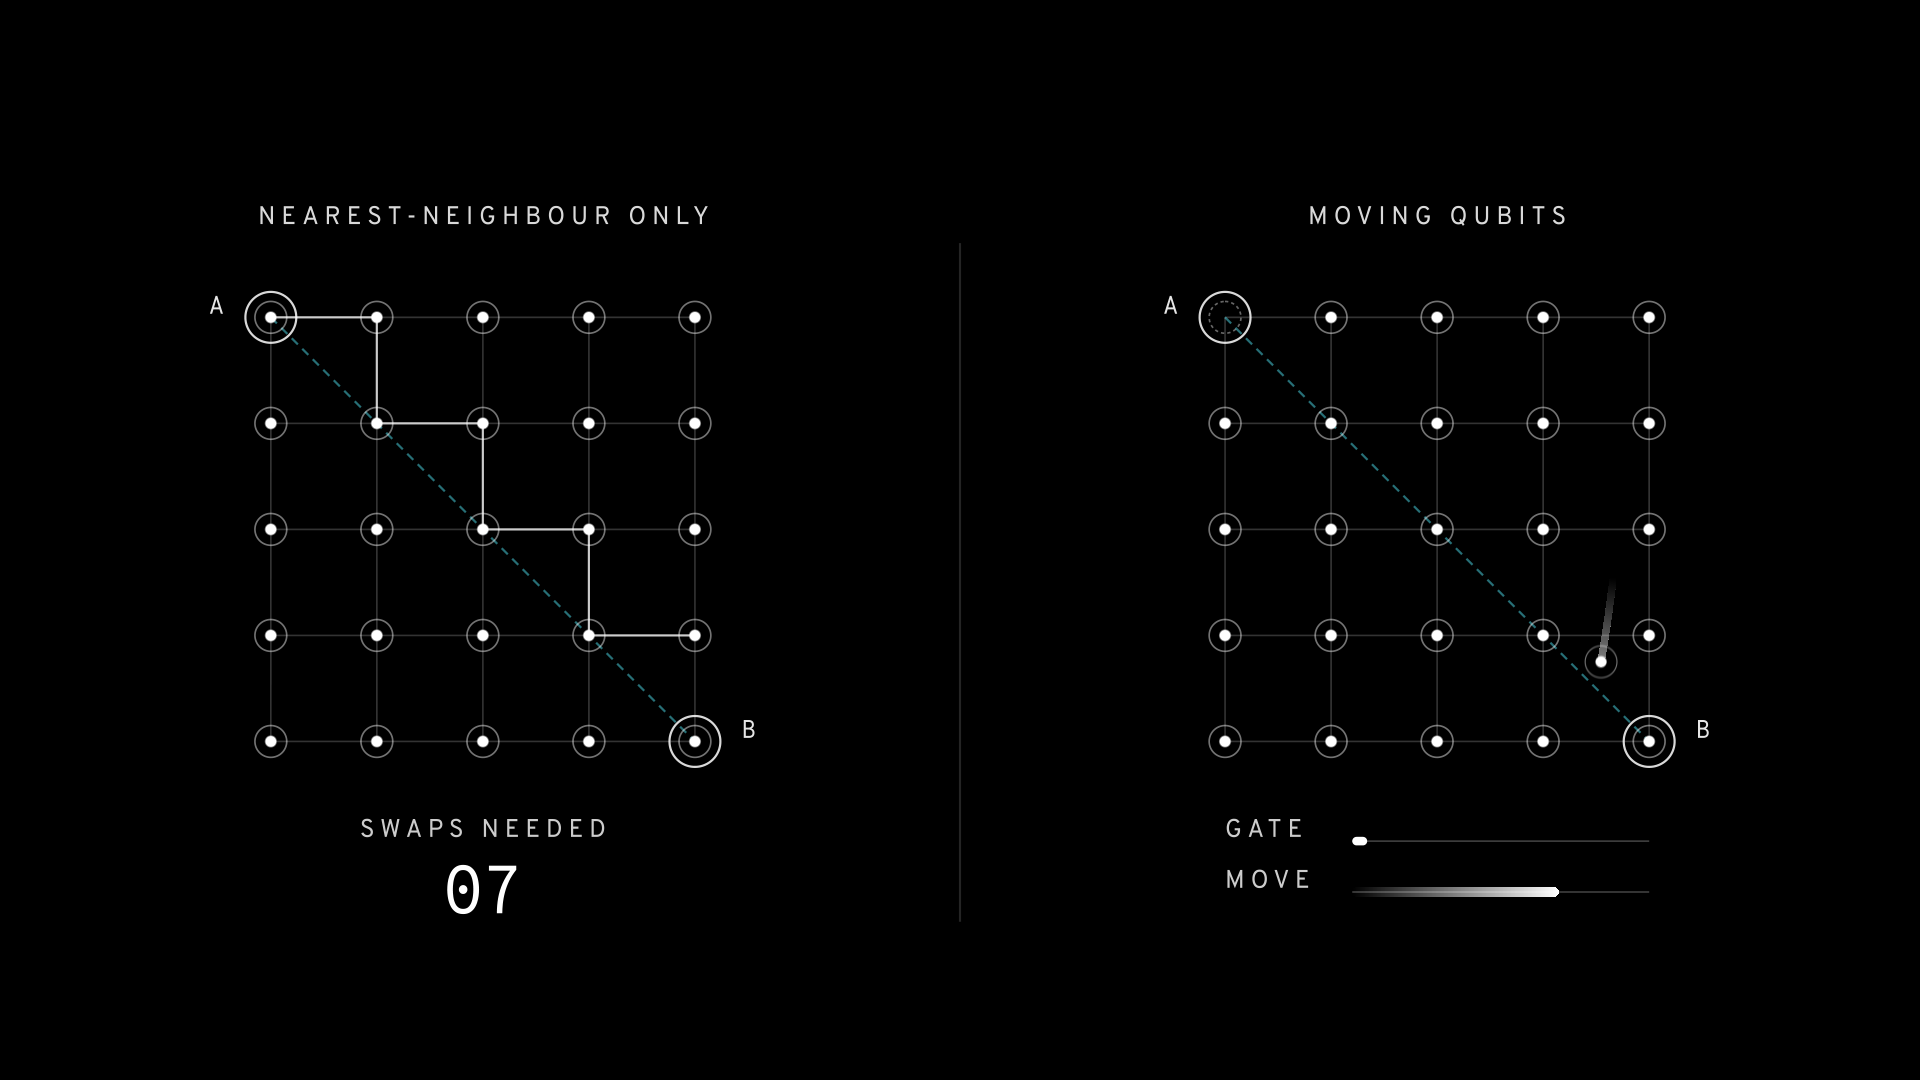 NEAREST-NEIGHBOUR ONLY
A
B
SWAPS NEEDED
07
MOVING QUBITS
A
B
GATE
MOVE